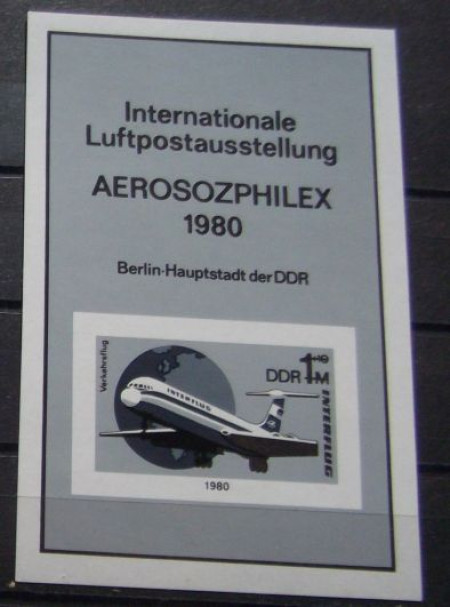 Internationale
Luftpostausstellung
AEROSOZPHILEX
1980
Berlin-Hauptstadt der DDR
Verkehrsflug
DDR 1+10 M
INTERFLUG
INTERFLUG
1980